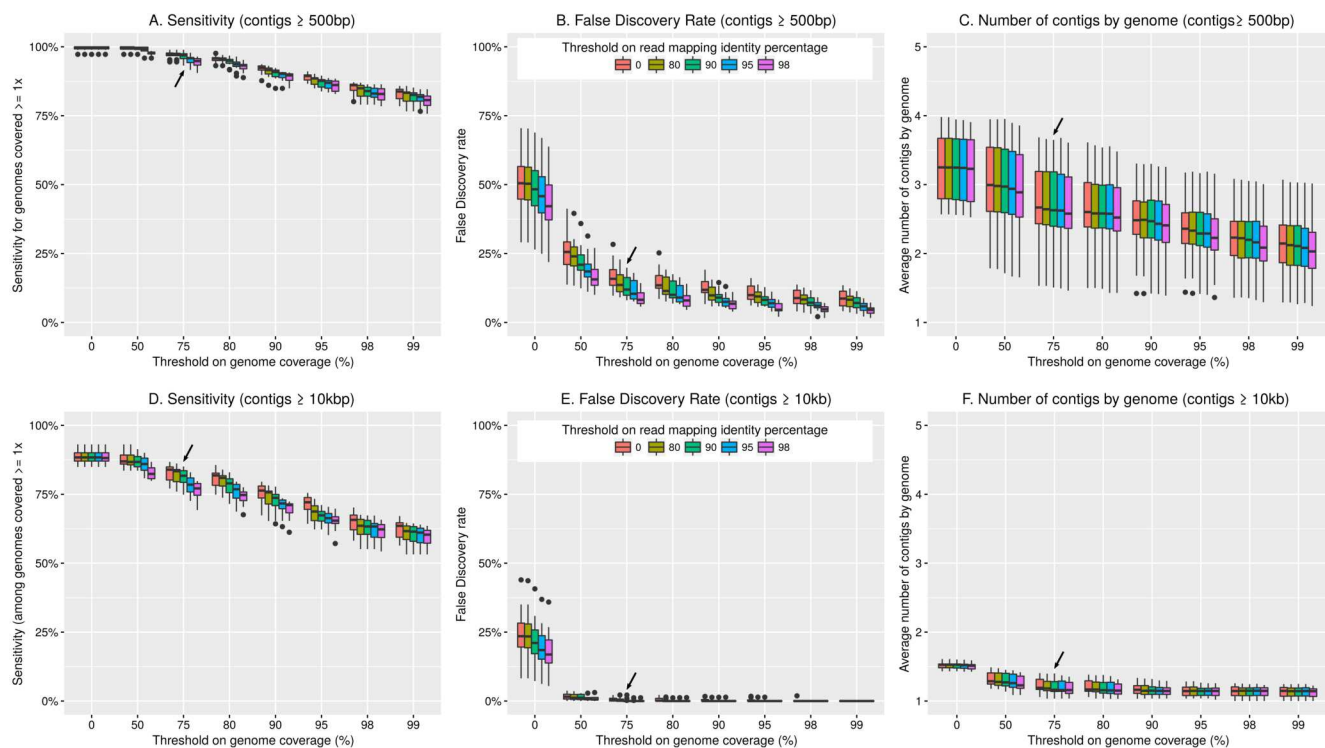 A. Sensitivity (contigs ≥ 500bp)
Sensitivity for genomes covered >= 1x
100%
75%
50%
25%
0%
0 50 75 80 90 95 98 99
Threshold on genome coverage (%)
B. False Discovery Rate (contigs ≥ 500bp)
Threshold on read mapping identity percentage
0 80 90 95 98
False Discovery rate
100%
75%
50%
25%
0%
0 50 75 80 90 95 98 99
Threshold on genome coverage (%)
C. Number of contigs by genome (contigs≥ 500bp)
Average number of contigs by genome
5
4
3
2
1
0 50 75 80 90 95 98 99
Threshold on genome coverage (%)
D. Sensitivity (contigs ≥ 10kbp)
Sensitivity (among genomes covered >= 1x
100%
75%
50%
25%
0%
0 50 75 80 90 95 98 99
Threshold on genome coverage (%)
E. False Discovery Rate (contigs ≥ 10kb)
Threshold on read mapping identity percentage
0 80 90 95 98
False Discovery rate
100%
75%
50%
25%
0%
0 50 75 80 90 95 98 99
Threshold on genome coverage (%)
F. Number of contigs by genome (contigs ≥ 10kb)
Average number of contigs by genome
5
4
3
2
1
0 50 75 80 90 95 98 99
Threshold on genome coverage (%)